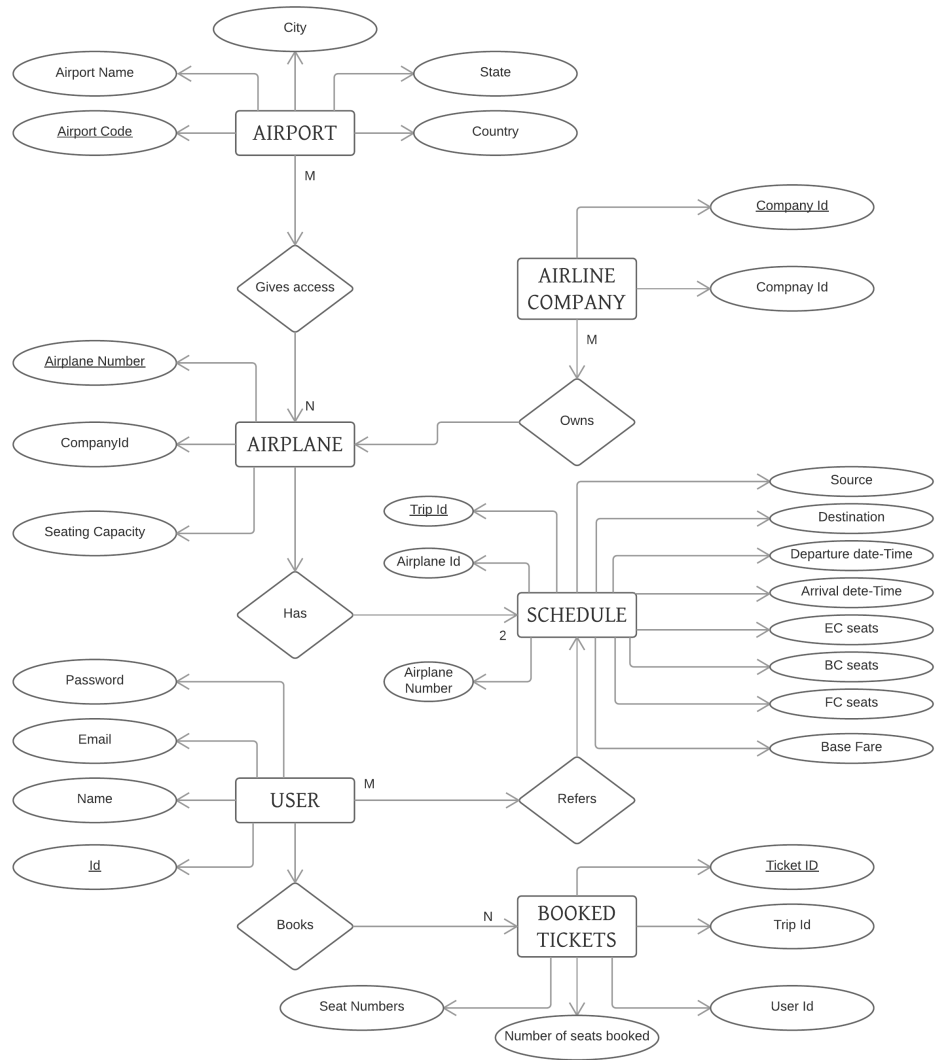 City
Airport Name
State
Airport Code
AIRPORT
Country
M
Company Id
Gives access
AIRLINE
COMPANY
Compnay Id
M
Airplane Number
N
Owns
CompanyId
AIRPLANE
Source
Trip Id
Destination
Seating Capacity
Departure date-Time
Airplane Id
Arrival dete-Time
Has
SCHEDULE
EC seats
2
BC seats
Password
Airplane
Number
FC seats
Email
Base Fare
M
Name
USER
Refers
Id
Ticket ID
N
Books
BOOKED
TICKETS
Trip Id
Seat Numbers
User Id
Number of seats booked